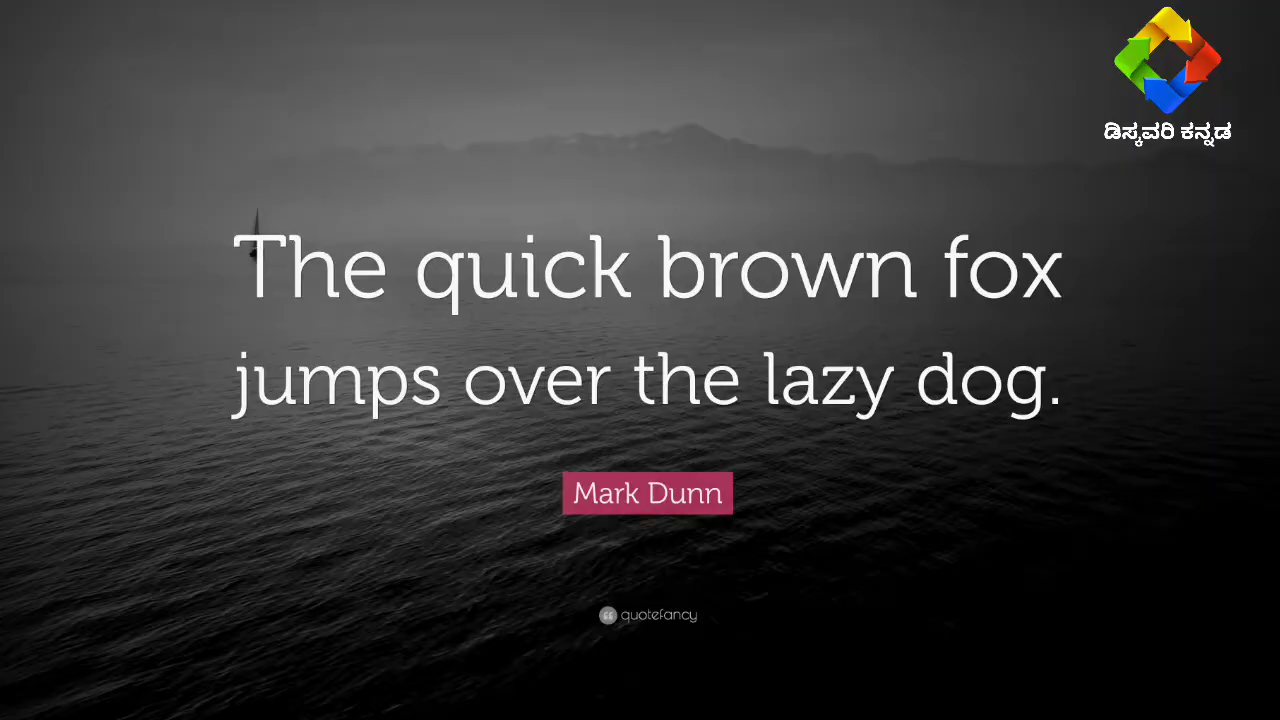 ಡಿಸ್ಕವರಿ ಕನ್ನಡ
The quick brown fox
jumps over the lazy dog.
Mark Dunn
quotefancy